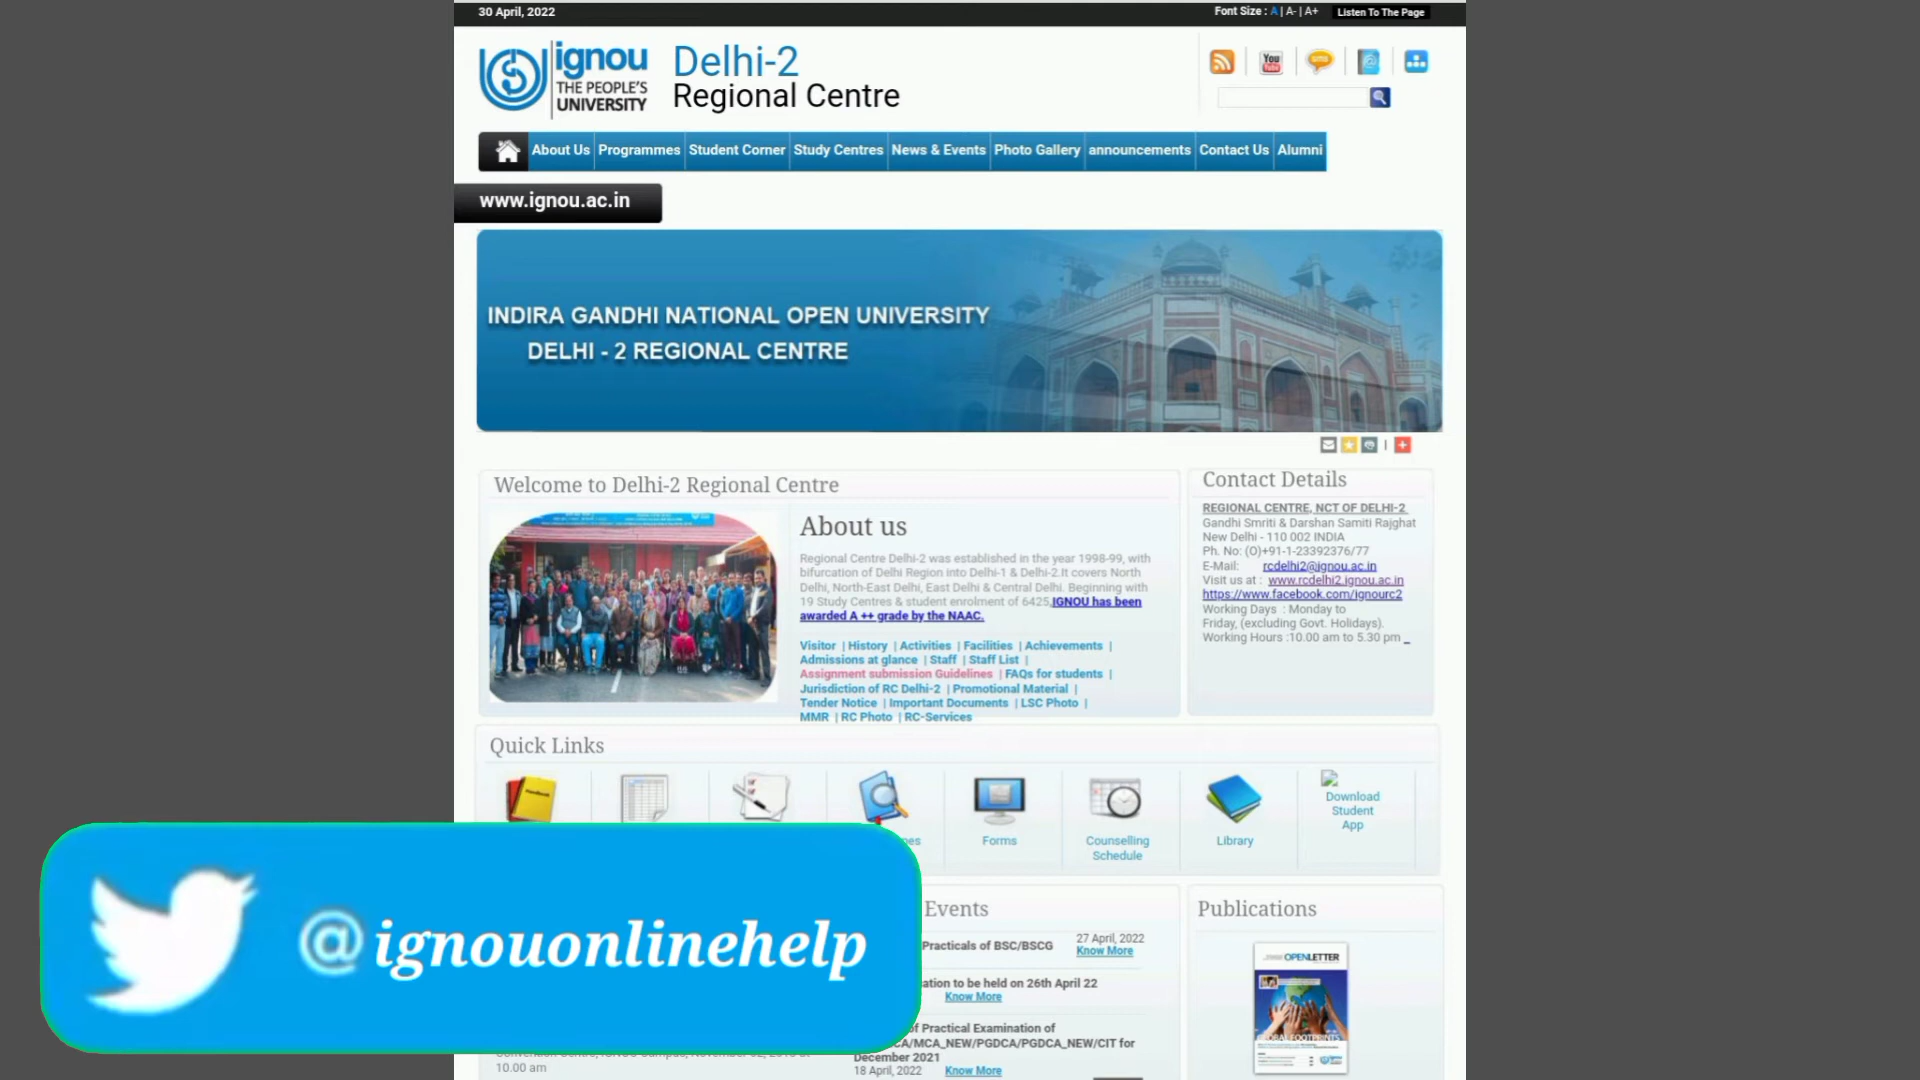 30 April, 2022
Font Size : A | A- | A+
Listen To The Page
ignou
THE PEOPLE'S
UNIVERSITY
Delhi-2
Regional Centre
You
About Us
Programmes
Student Corner
Study Centres
News & Events
Photo Gallery
announcements
Contact Us
Alumni
www.ignou.ac.in
INDIRA GANDHI NATIONAL OPEN UNIVERSITY
DELHI - 2 REGIONAL CENTRE
Welcome to Delhi-2 Regional Centre
About us
Regional Centre Delhi-2 was established in the year 1998-99, with
bifurcation of Delhi Region into Delhi-1 & Delhi-2.It covers North
Delhi, North-East Delhi, East Delhi & Central Delhi. Beginning with
19 Study Centres & student enrolment of 6425,IGNOU has been
awarded A ++ grade by the NAAC.
Visitor | History | Activities | Facilities | Achievements |
Admissions at glance | Staff | Staff List |
Assignment submission Guidelines | FAQs for students |
Jurisdiction of RC Delhi-2 | Promotional Material |
Tender Notice | Important Documents | LSC Photo |
MMR | RC Photo | RC-Services
Contact Details
REGIONAL CENTRE, NCT OF DELHI-2
Gandhi Smriti & Darshan Samiti Rajghat
New Delhi - 110 002 INDIA
Ph. No: (O)+91-1-23392376/77
E-Mail: rcdelhi2@ignou.ac.in
Visit us at : www.rcdelhi2.ignou.ac.in
https://www.facebook.com/ignourc2
Working Days : Monday to
Friday, (excluding Govt. Holidays).
Working Hours :10.00 am to 5.30 pm
Quick Links
Forms
Counselling
Schedule
Library
Download
Student
App
@ignouonlinehelp
Events
Practicals of BSC/BSCG
27 April, 2022
Know More
to be held on 26th April 22
Know More
of Practical Examination of
CA/MCA_NEW/PGDCA/PGDCA_NEW/CIT for
December 2021
18 April, 2022
Know More
10.00 am
Publications
OPENLETTER